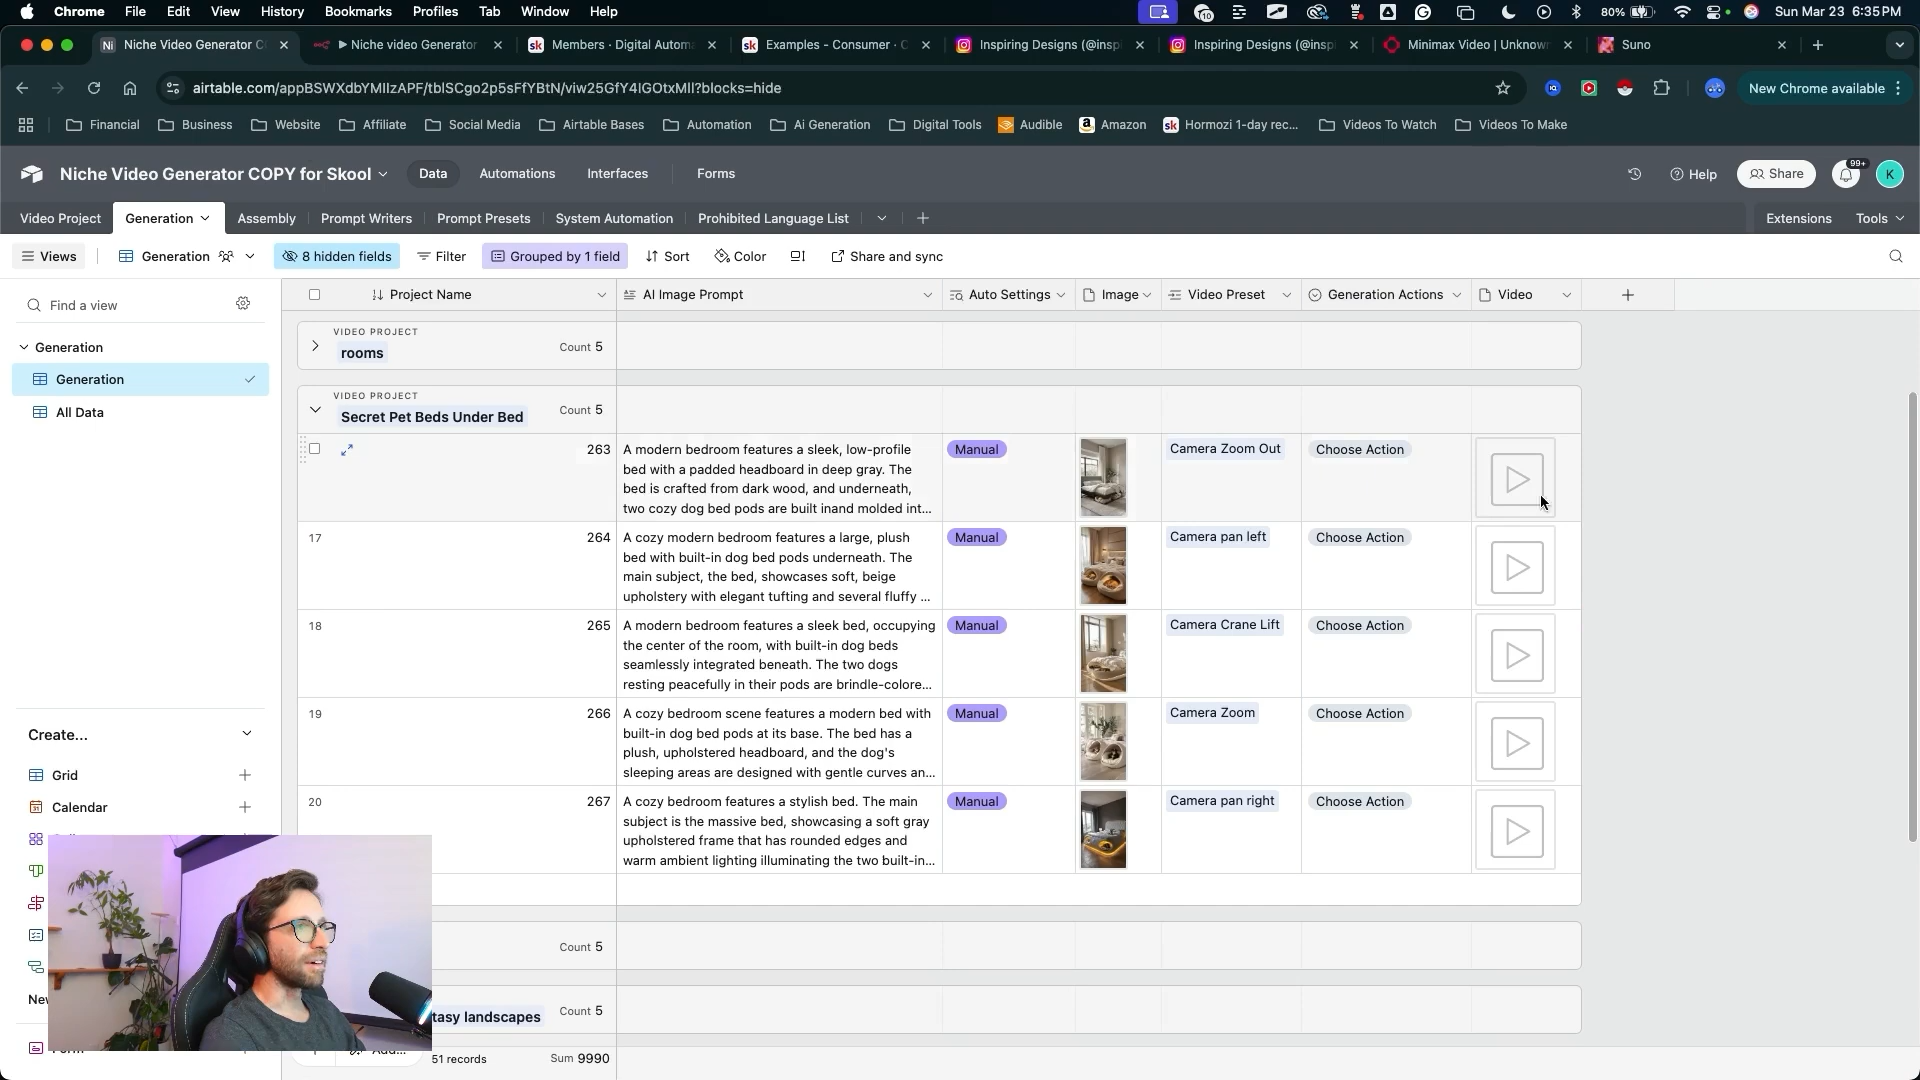 Chrome File Edit View History Bookmarks Profiles Tab Window Help 80% Sun Mar 23 6:35 PM
Niche Video Generator C Niche video Generator Members · Digital Autom Examples - Consumer · C Inspiring Designs (@insp Inspiring Designs (@inspi Minimax Video | Unknow Suno
airtable.com/appBSWXdbYMIIzAPF/tblSCgo2p5sFfYBtN/viw25GfY4IGOtxMIl?blocks=hide New Chrome available
Financial Business Website Affiliate Social Media Airtable Bases Automation Ai Generation Digital Tools Audible Amazon Hormozi 1-day rec... Videos To Watch Videos To Make
Niche Video Generator COPY for Skool Data Automations Interfaces Forms Help Share 99+ K
Video Project Generation Assembly Prompt Writers Prompt Presets System Automation Prohibited Language List Extensions Tools
Views Generation 8 hidden fields Filter Grouped by 1 field Sort Color Share and sync
Find a view
Generation
Generation
All Data
Create...
Grid
Calendar
Project Name AI Image Prompt Auto Settings Image Video Preset Generation Actions Video
VIDEO PROJECT
rooms Count 5
VIDEO PROJECT
Secret Pet Beds Under Bed Count 5
263 A modern bedroom features a sleek, low-profile Manual Camera Zoom Out Choose Action
bed with a padded headboard in deep gray. The
bed is crafted from dark wood, and underneath,
two cozy dog bed pods are built inand molded int...
17 264 A cozy modern bedroom features a large, plush Manual Camera pan left Choose Action
bed with built-in dog bed pods underneath. The
main subject, the bed, showcases soft, beige
upholstery with elegant tufting and several fluffy ...
18 265 A modern bedroom features a sleek bed, occupying Manual Camera Crane Lift Choose Action
the center of the room, with built-in dog beds
seamlessly integrated beneath. The two dogs
resting peacefully in their pods are brindle-colore...
19 266 A cozy bedroom scene features a modern bed with Manual Camera Zoom Choose Action
built-in dog bed pods at its base. The bed has a
plush, upholstered headboard, and the dog's
sleeping areas are designed with gentle curves an...
20 267 A cozy bedroom features a stylish bed. The main Manual Camera pan right Choose Action
subject is the massive bed, showcasing a soft gray
upholstered frame that has rounded edges and
warm ambient lighting illuminating the two built-in...
Count 5
tasy landscapes Count 5
51 records Sum 9990